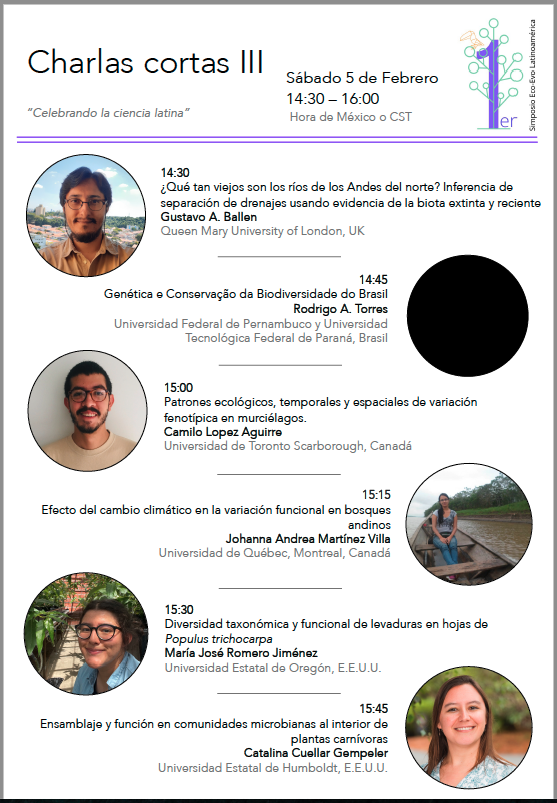 Charlas cortas III
Sábado 5 de Febrero
14:30 – 16:00
Hora de México o CST
"Celebrando la ciencia latina"
1er
Simposio Eco-Evo Latinoamérica
14:30
¿Qué tan viejos son los ríos de los Andes del norte? Inferencia de
separación de drenajes usando evidencia de la biota extinta y reciente
Gustavo A. Ballen
Queen Mary University of London, UK
14:45
Genética e Conservação da Biodiversidade do Brasil
Rodrigo A. Torres
Universidad Federal de Pernambuco y Universidad
Tecnológica Federal de Paraná, Brasil
15:00
Patrones ecológicos, temporales y espaciales de variación
fenotípica en murciélagos.
Camilo Lopez Aguirre
Universidad de Toronto Scarborough, Canadá
15:15
Efecto del cambio climático en la variación funcional en bosques
andinos
Johanna Andrea Martínez Villa
Universidad de Québec, Montreal, Canadá
15:30
Diversidad taxonómica y funcional de levaduras en hojas de
Populus trichocarpa
María José Romero Jiménez
Universidad Estatal de Oregón, E.E.U.U.
15:45
Ensamblaje y función en comunidades microbianas al interior de
plantas carnívoras
Catalina Cuellar Gempeler
Universidad Estatal de Humboldt, E.E.U.U.